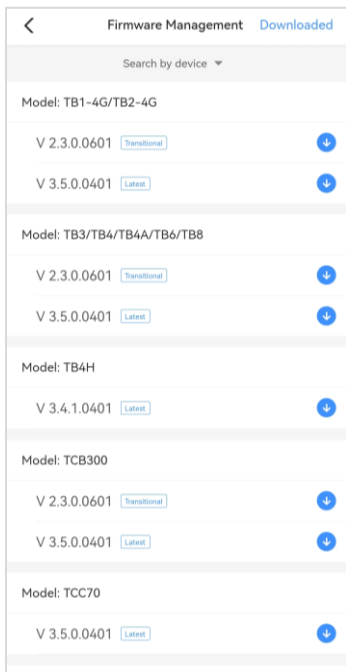 Firmware Management Downloaded
Search by device
Model: TB1-4G/TB2-4G
V 2.3.0.0601 Transitional
V 3.5.0.0401 Latest
Model: TB3/TB4/TB4A/TB6/TB8
V 2.3.0.0601 Transitional
V 3.5.0.0401 Latest
Model: TB4H
V 3.4.1.0401 Latest
Model: TCB300
V 2.3.0.0601 Transitional
V 3.5.0.0401 Latest
Model: TCC70
V 3.5.0.0401 Latest